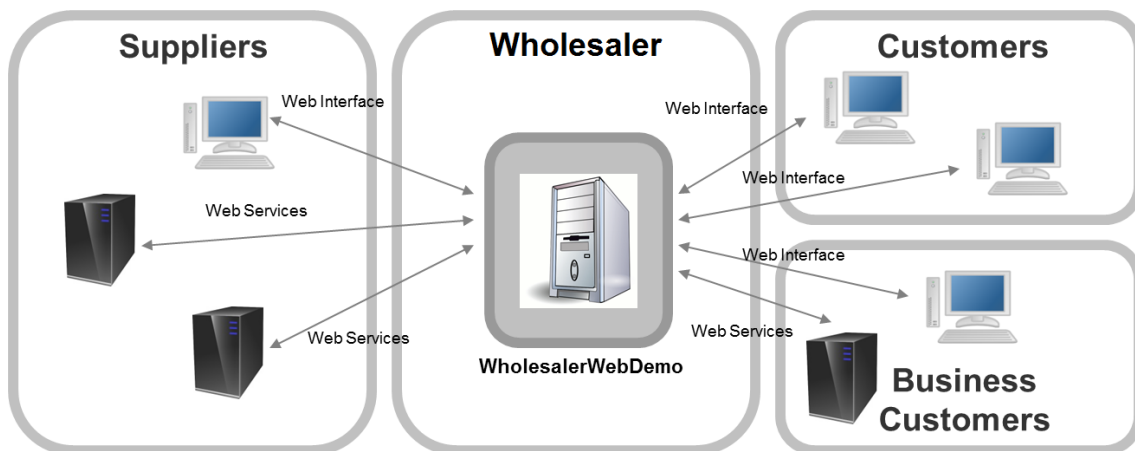 Suppliers
Wholesaler
Customers
Web Interface
Web Interface
Web Interface
Web Services
Web Interface
Web Services
Web Services
WholesalerWebDemo
Business
Customers